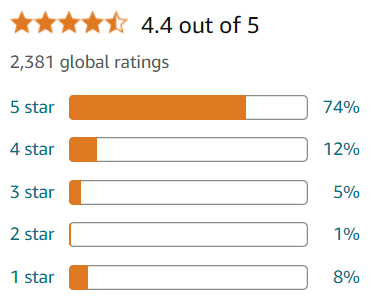 4.4 out of 5
2,381 global ratings
5 star 74%
4 star 12%
3 star 5%
2 star 1%
1 star 8%